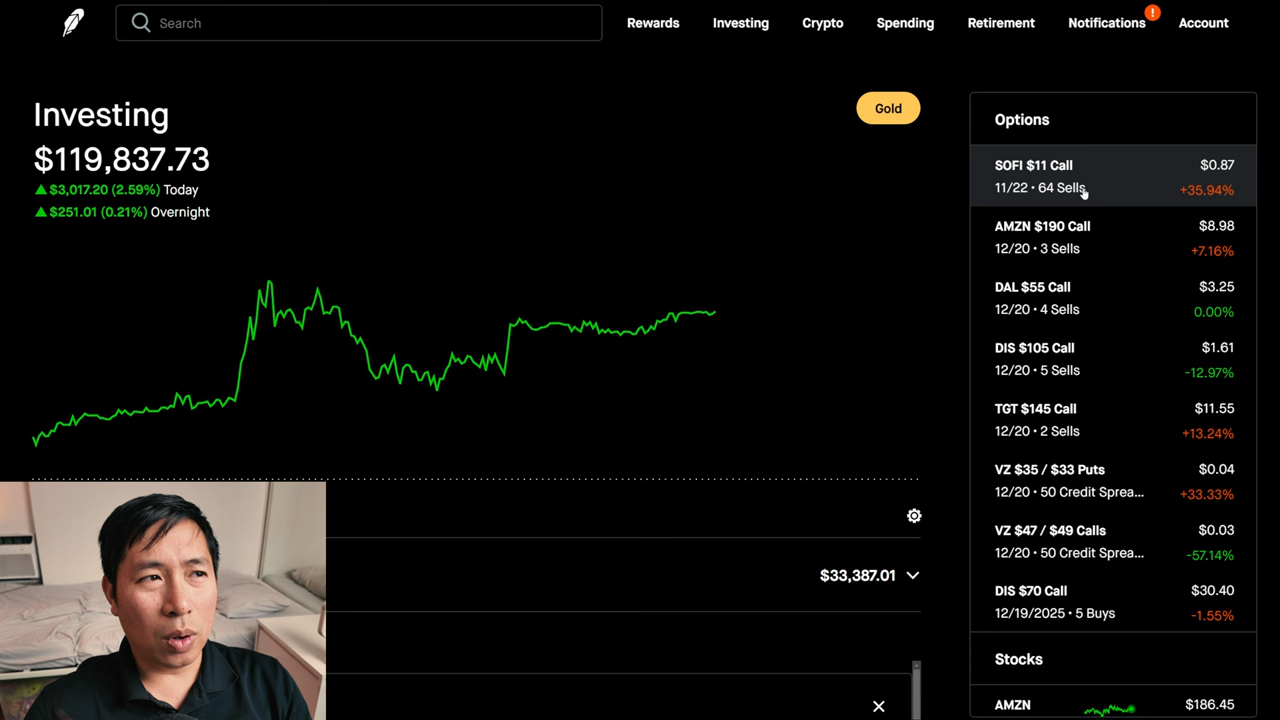 Search
Rewards
Investing
Crypto
Spending
Retirement
Notifications
!
Account
Investing
$119,837.73
$3,017.20 (2.59%) Today
$251.01 (0.21%) Overnight
Gold
$33,387.01
Options
SOFI $11 Call $0.87
11/22 • 64 Sells +35.94%
AMZN $190 Call $8.98
12/20 • 3 Sells +7.16%
DAL $55 Call $3.25
12/20 • 4 Sells 0.00%
DIS $105 Call $1.61
12/20 • 5 Sells -12.97%
TGT $145 Call $11.55
12/20 • 2 Sells +13.24%
VZ $35 / $33 Puts $0.04
12/20 • 50 Credit Sprea... +33.33%
VZ $47 / $49 Calls $0.03
12/20 • 50 Credit Sprea... -57.14%
DIS $70 Call $30.40
12/19/2025 • 5 Buys -1.55%
Stocks
AMZN $186.45